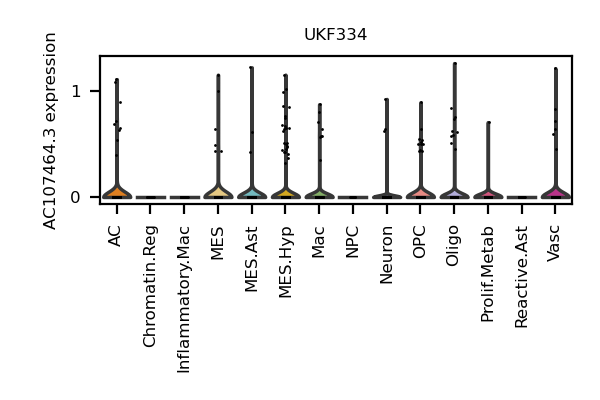 UKF334
AC107464.3 expression
1
0
AC
Chromatin.Reg
Inflammatory.Mac
MES
MES.Ast
MES.Hyp
Mac
NPC
Neuron
OPC
Oligo
Prolif.Metab
Reactive.Ast
Vasc